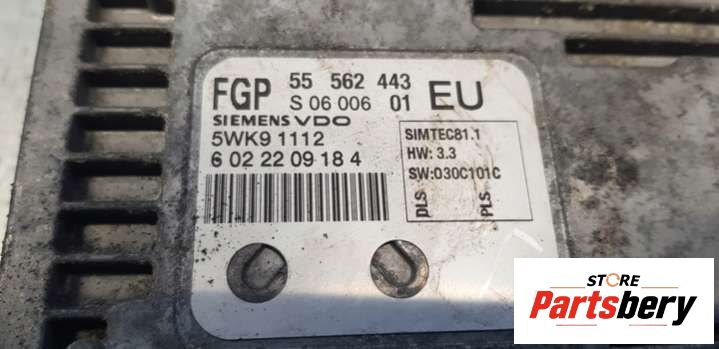 FGP 55 562 443 EU
S 06 006 01
SIEMENS VDO
5WK9 1112
6 02 22 09 18 4
SIMTEC81.1
HW: 3.3
SW:030C101C
DLS
PLS
STORE
Partsbery